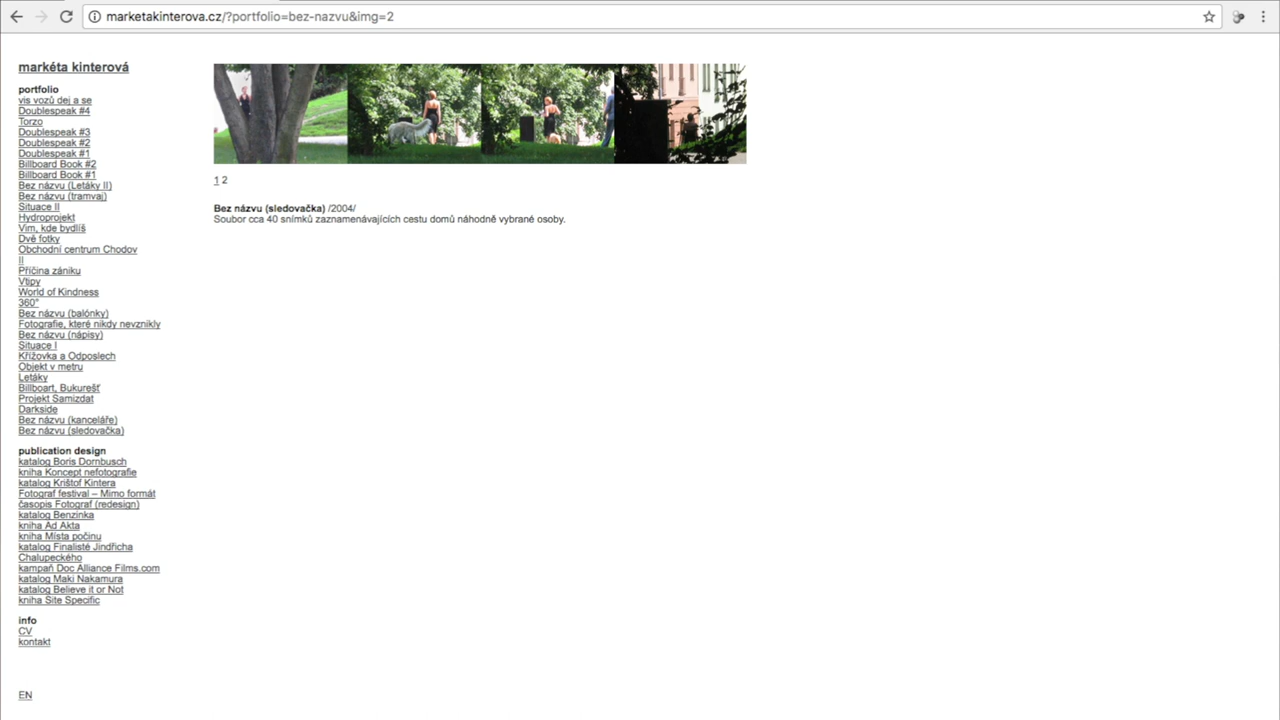 marketakinterova.cz/?portfolio=bez-nazvu&img=2
markéta kinterová
portfolio
vis vozů dej a se
Doublespeak #4
Torzo
Doublespeak #3
Doublespeak #2
Doublespeak #1
Billboard Book #2
Billboard Book #1
Bez názvu (Letáky II)
Bez názvu (tramvaj)
Situace II
Hydroprojekt
Vim, kde bydlíš
Dvě fotky
Obchodní centrum Chodov
II
Příčina zániku
Vtipy
World of Kindness
360°
Bez názvu (balónky)
Fotografie, které nikdy nevznikly
Bez názvu (nápisy)
Situace I
Křížovka a Odposlech
Objekt v metru
Letáky
Billboart, Bukurešť
Projekt Samizdat
Darkside
Bez názvu (kanceláře)
Bez názvu (sledovačka)
publication design
katalog Boris Dornbusch
kniha Koncept nefotografie
katalog Krištof Kintera
Fotograf festival – Mimo formát
časopis Fotograf (redesign)
katalog Benzinka
kniha Ad Akta
kniha Místa počinu
katalog Finalisté Jindřicha
Chalupeckého
kampaň Doc Alliance Films.com
katalog Maki Nakamura
katalog Believe it or Not
kniha Site Specific
info
CV
kontakt
EN
1 2
Bez názvu (sledovačka) /2004/
Soubor cca 40 snímků zaznamenávajících cestu domů náhodně vybrané osoby.